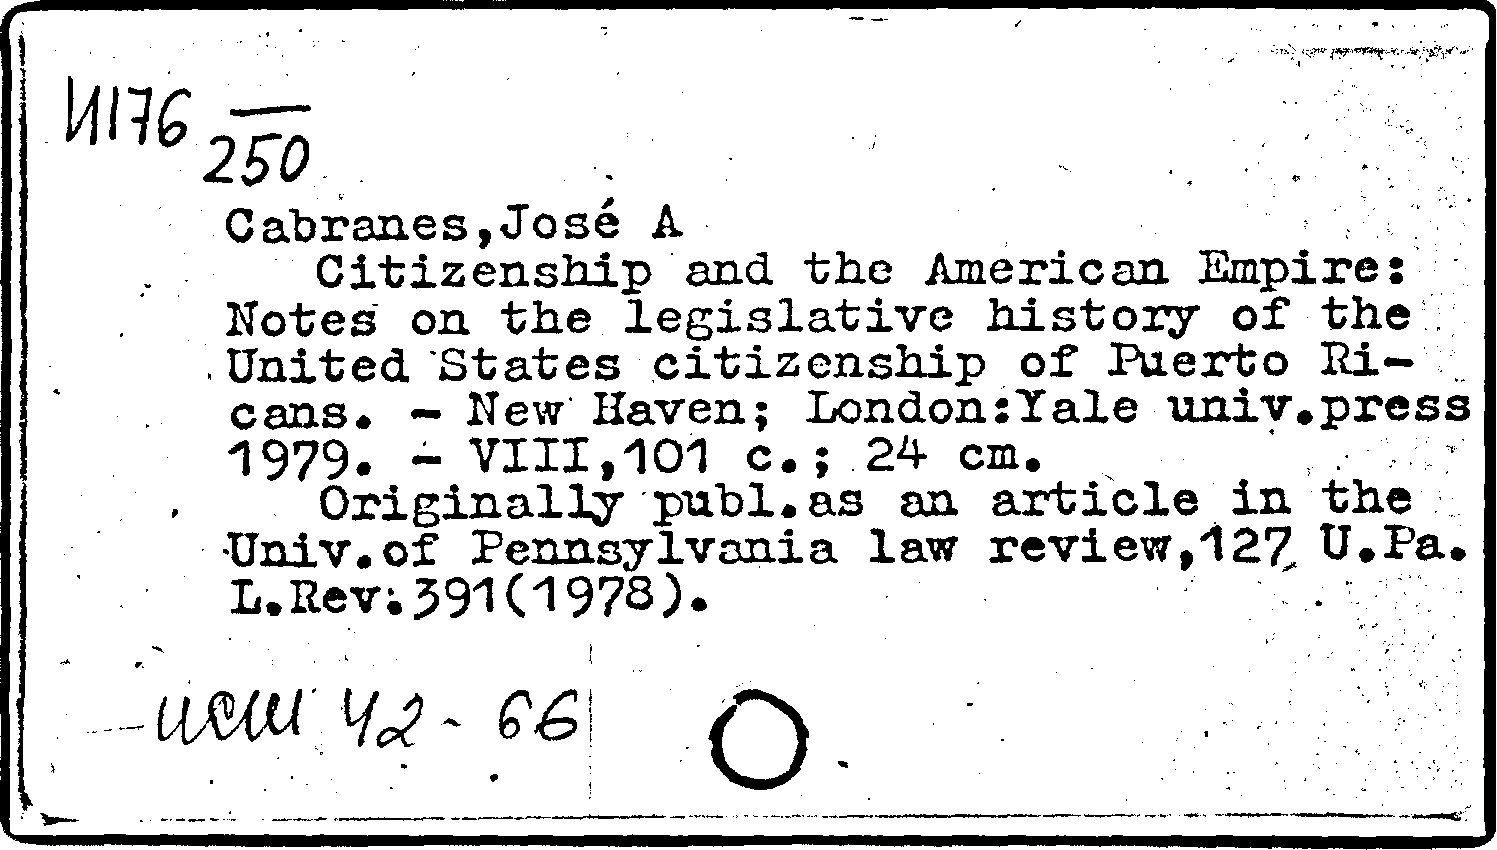 И176
250
Cabranes,José A
Citizenship and the American Empire:
Notes on the legislative history of the
United States citizenship of Puerto Ri-
cans. - New Haven; London:Yale univ.press
1979. - VIII,101 c.; 24 cm.
Originally publ.as an article in the
Univ.of Pennsylvania law review,127 U.Pa.
L.Rev.391(1978).
42 - 66